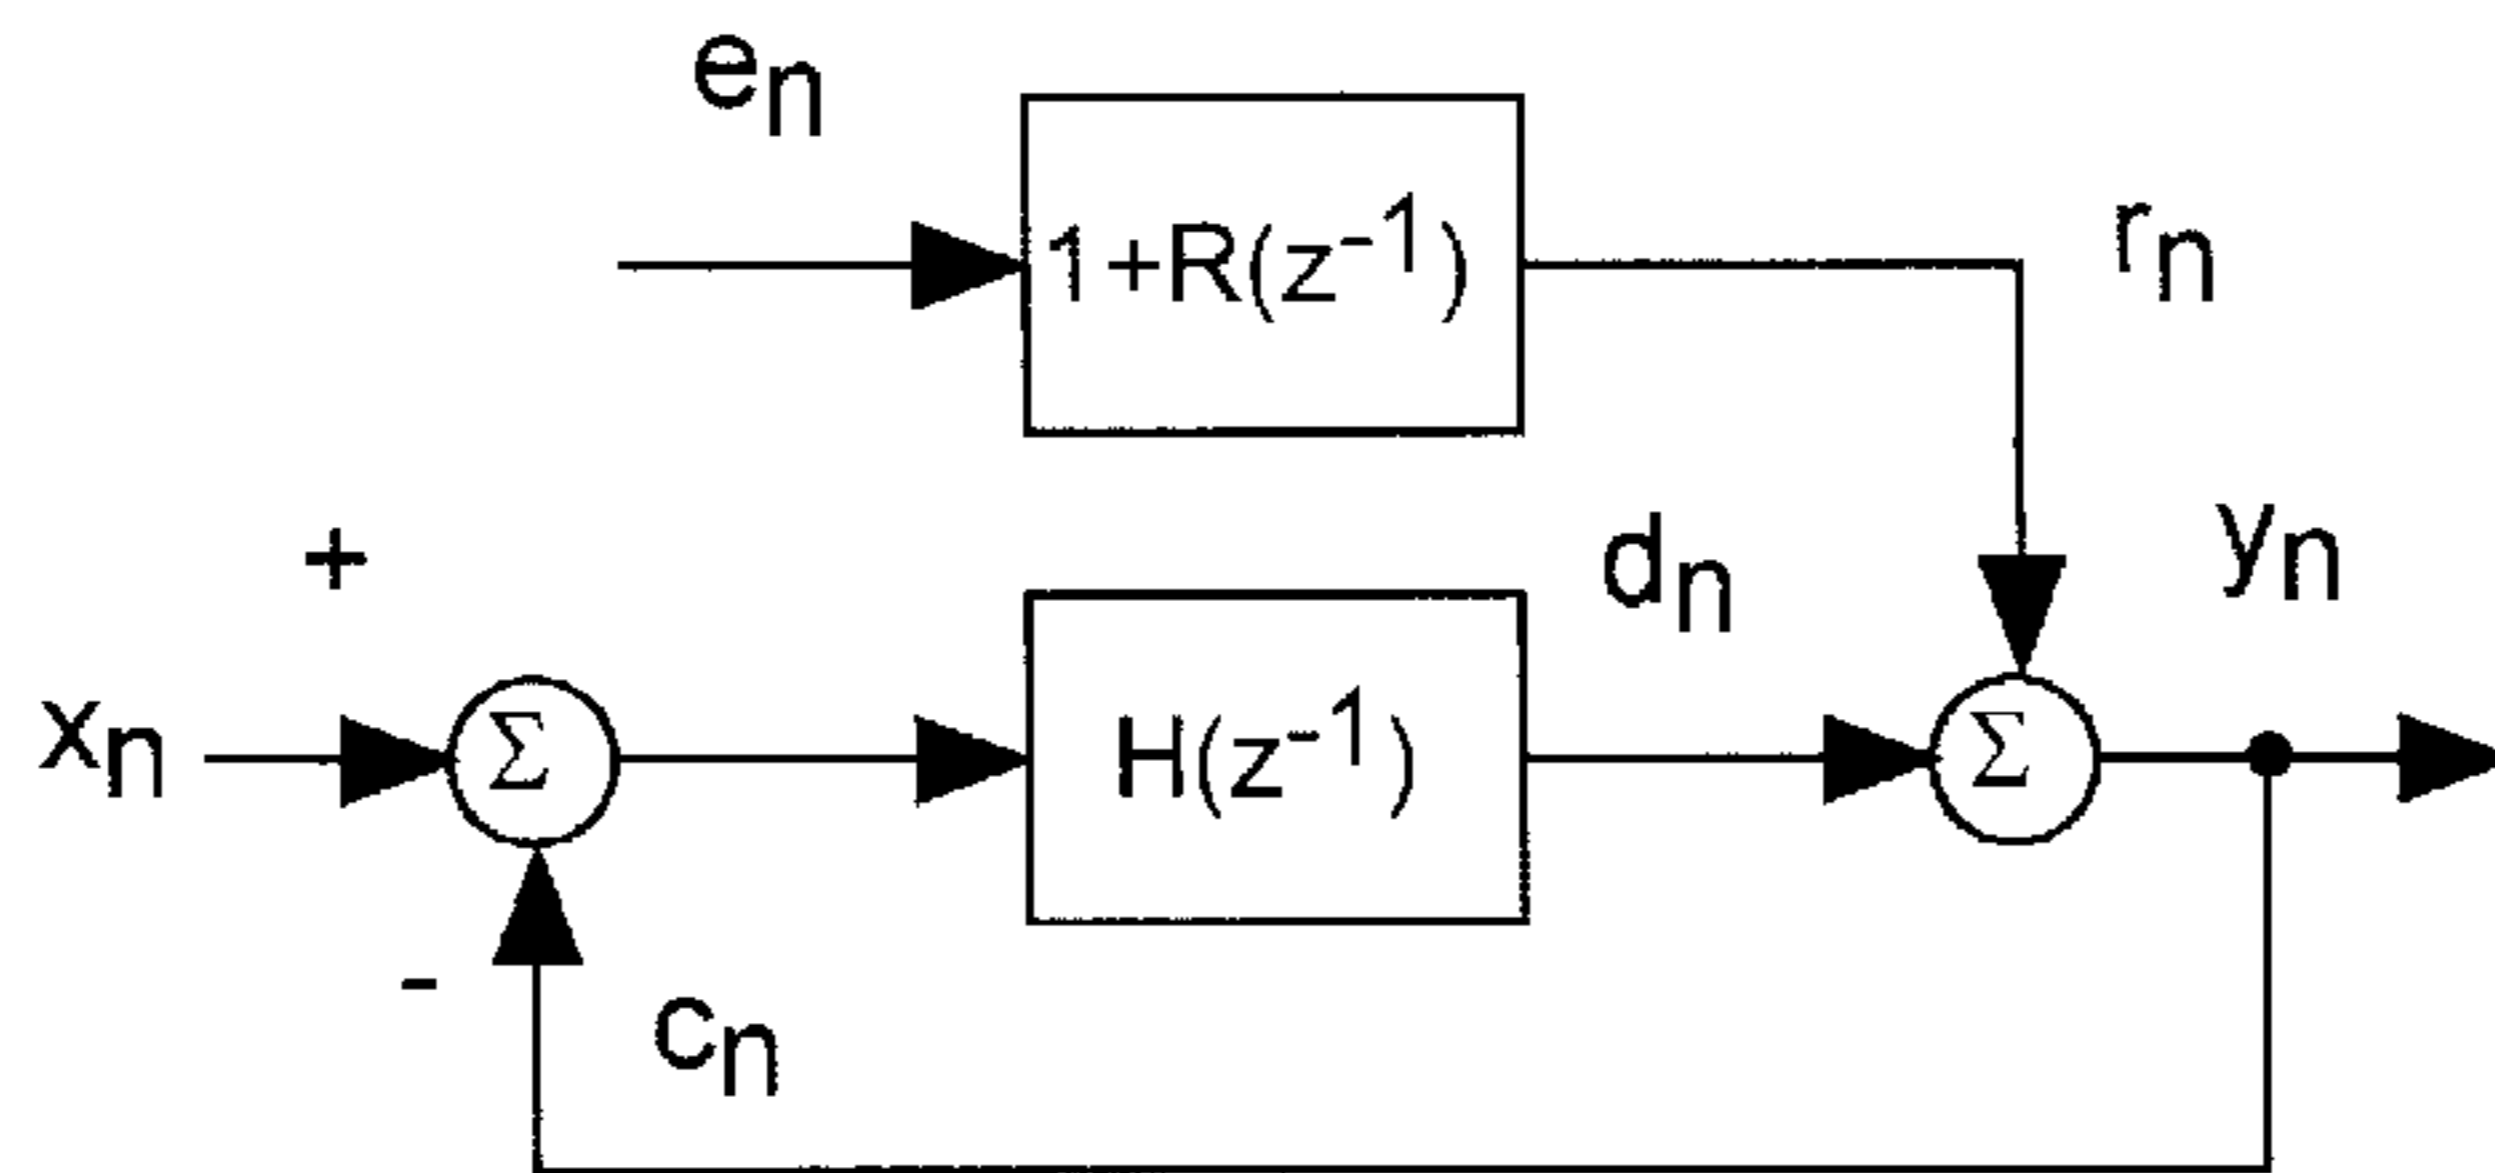 eₙ
1+R(z⁻¹)
rₙ
+
dₙ
yₙ
xₙ
Σ
H(z⁻¹)
Σ
-
cₙ